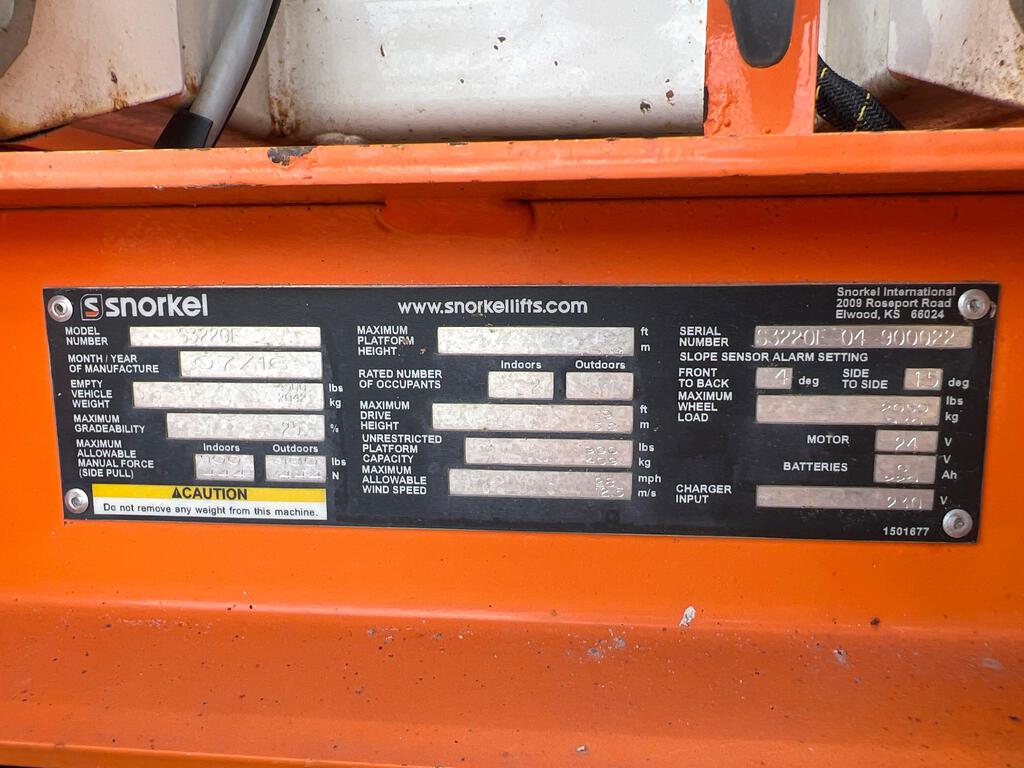 snorkel
www.snorkellifts.com
Snorkel International
2009 Roseport Road
Elwood, KS 66024
MODEL NUMBER S3220E
MONTH / YEAR OF MANUFACTURE 07/18
EMPTY VEHICLE WEIGHT lbs kg
MAXIMUM GRADEABILITY %
Indoors Outdoors
MAXIMUM ALLOWABLE MANUAL FORCE (SIDE PULL) lbs N
CAUTION
Do not remove any weight from this machine.
MAXIMUM PLATFORM HEIGHT ft m
Indoors Outdoors
RATED NUMBER OF OCCUPANTS 2
MAXIMUM DRIVE HEIGHT ft m
UNRESTRICTED PLATFORM CAPACITY lbs kg
MAXIMUM ALLOWABLE WIND SPEED mph m/s
SERIAL NUMBER S3220E 04 900022
SLOPE SENSOR ALARM SETTING
FRONT TO BACK 4 deg SIDE TO SIDE 1.5 deg
MAXIMUM WHEEL LOAD lbs kg
MOTOR 24 V
BATTERIES V Ah
CHARGER INPUT 230 V
1501677